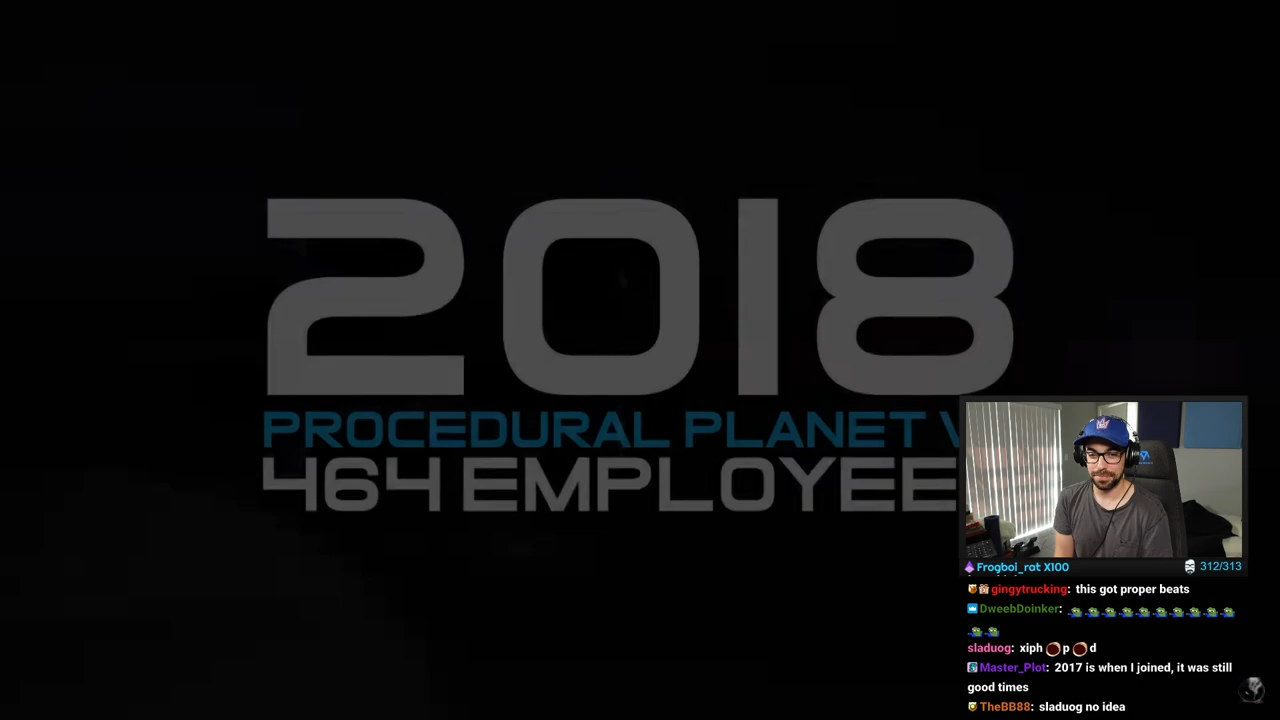 2018
PROCEDURAL PLANET
464 EMPLOYEE
Frogboi_rat X100
312/313
gingytrucking: this got proper beats
DweebDoinker:
sladuog: xiph p d
Master_Plot: 2017 is when I joined, it was still
good times
TheBB88: sladuog no idea